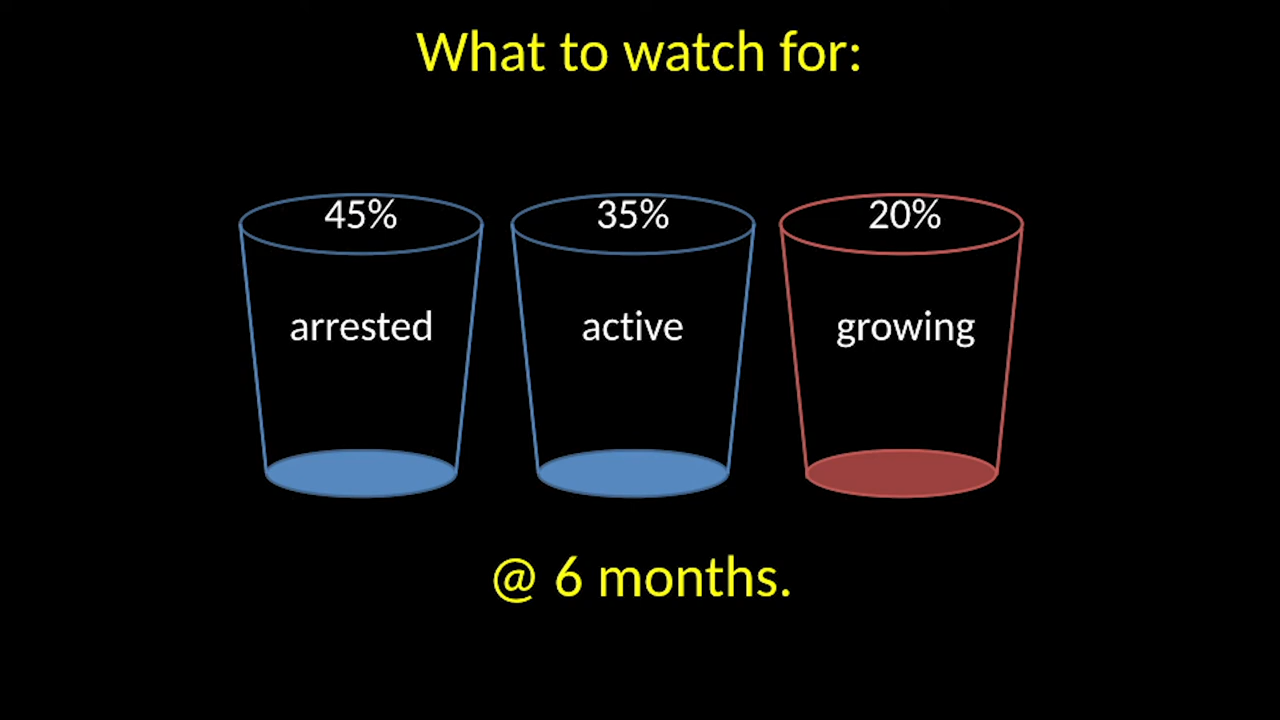 What to watch for:
45% 35% 20%
arrested active growing
@ 6 months.